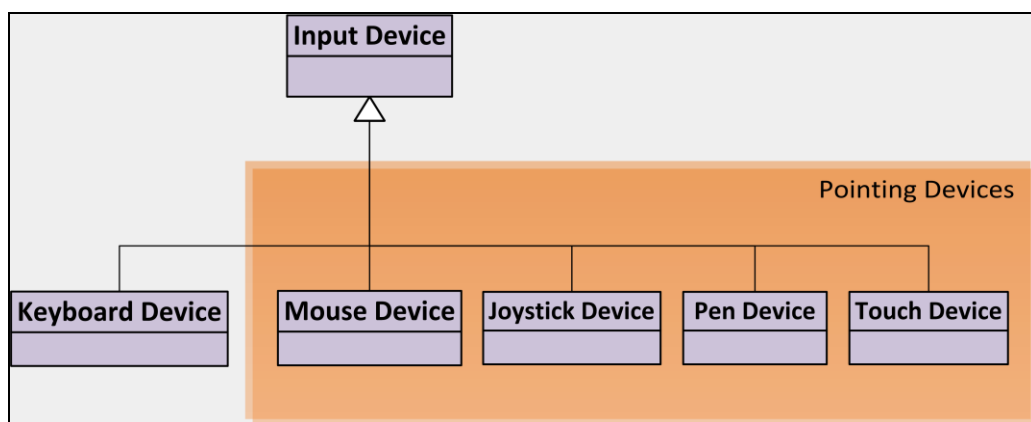 Input Device
Pointing Devices
Keyboard Device
Mouse Device
Joystick Device
Pen Device
Touch Device